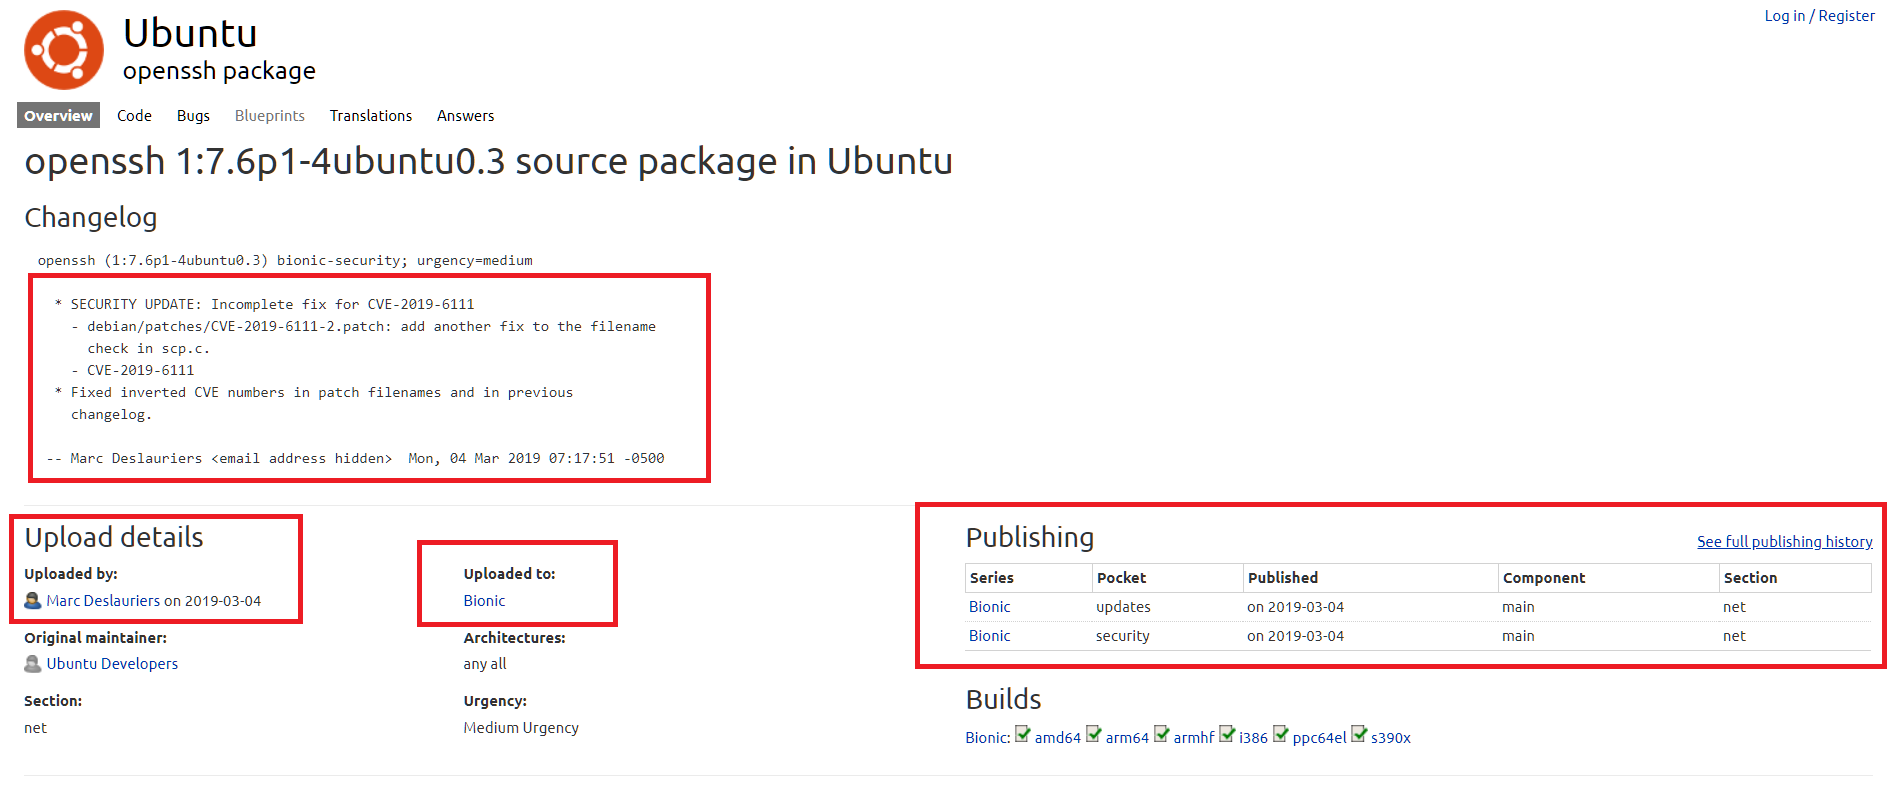 Log in / Register
Ubuntu
openssh package
Overview Code Bugs Blueprints Translations Answers
openssh 1:7.6p1-4ubuntu0.3 source package in Ubuntu
Changelog
openssh (1:7.6p1-4ubuntu0.3) bionic-security; urgency=medium
* SECURITY UPDATE: Incomplete fix for CVE-2019-6111
- debian/patches/CVE-2019-6111-2.patch: add another fix to the filename
check in scp.c.
- CVE-2019-6111
* Fixed inverted CVE numbers in patch filenames and in previous
changelog.
-- Marc Deslauriers <email address hidden>  Mon, 04 Mar 2019 07:17:51 -0500
Upload details
Uploaded by:
Marc Deslauriers on 2019-03-04
Uploaded to:
Bionic
Original maintainer:
Ubuntu Developers
Architectures:
any all
Section:
net
Urgency:
Medium Urgency
Publishing
See full publishing history
Series Pocket Published Component Section
Bionic updates on 2019-03-04 main net
Bionic security on 2019-03-04 main net
Builds
Bionic: amd64 arm64 armhf i386 ppc64el s390x